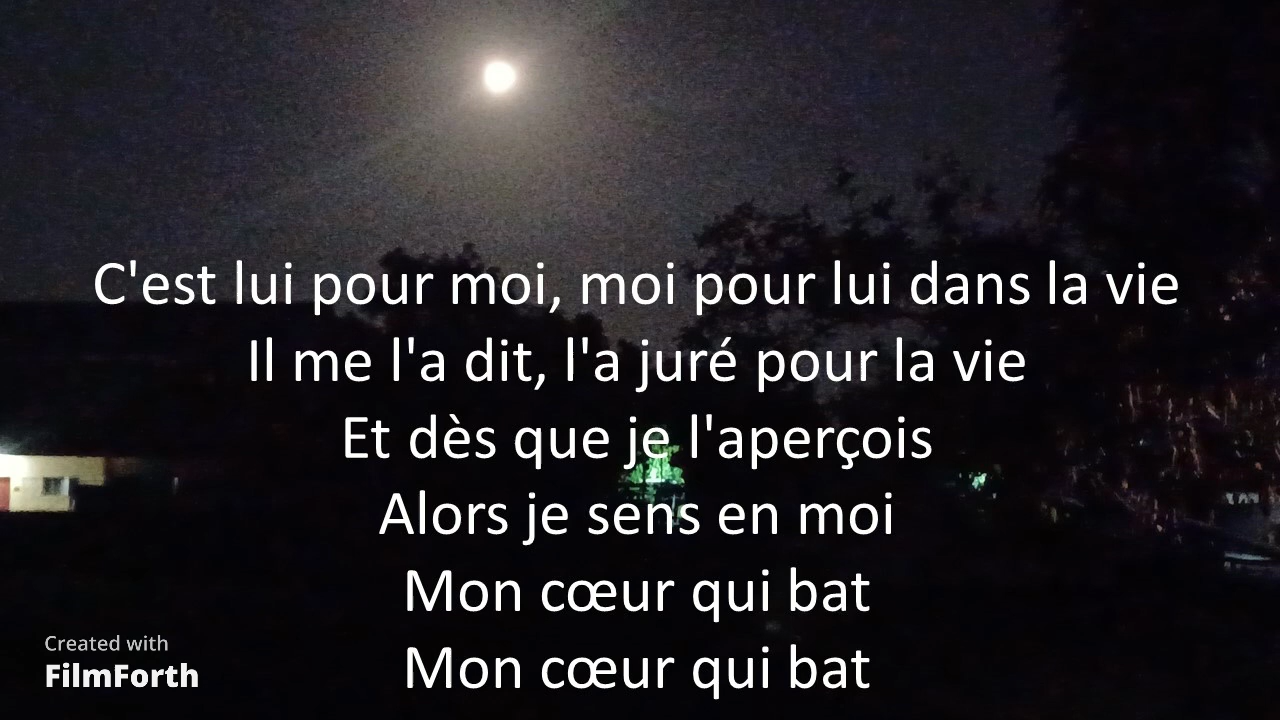 C'est lui pour moi, moi pour lui dans la vie
Il me l'a dit, l'a juré pour la vie
Et dès que je l'aperçois
Alors je sens en moi
Mon cœur qui bat
Mon cœur qui bat
Created with
FilmForth